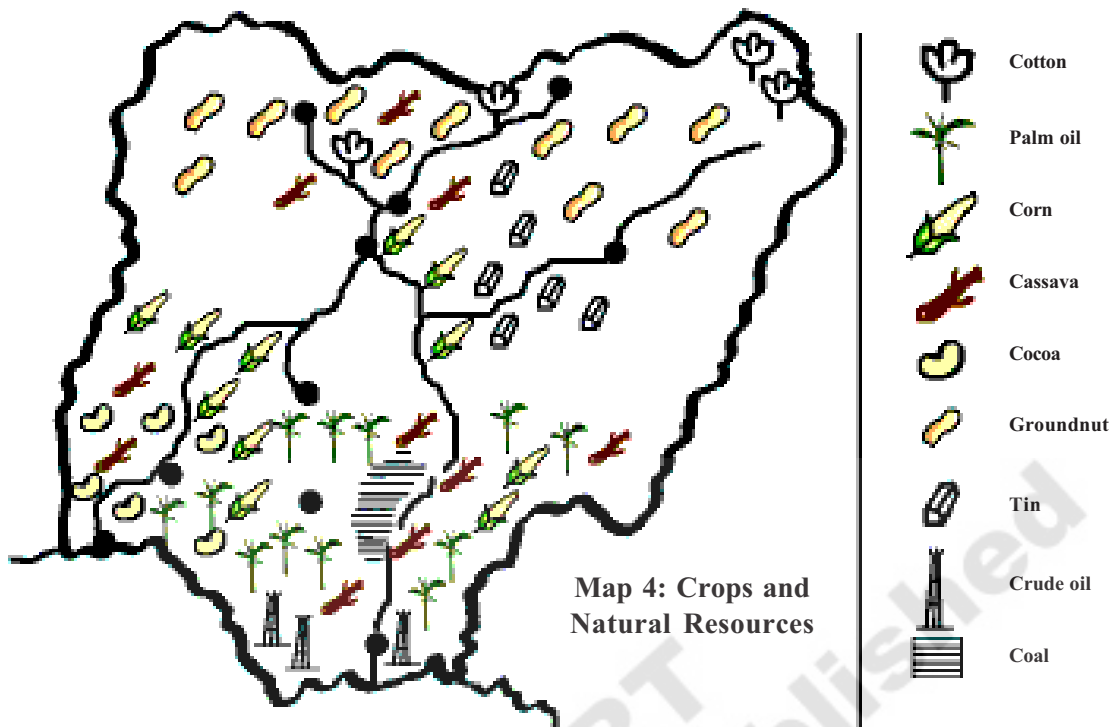 Cotton
Palm oil
Corn
Cassava
Cocoa
Groundnut
Tin
Crude oil
Coal
Map 4: Crops and
Natural Resources